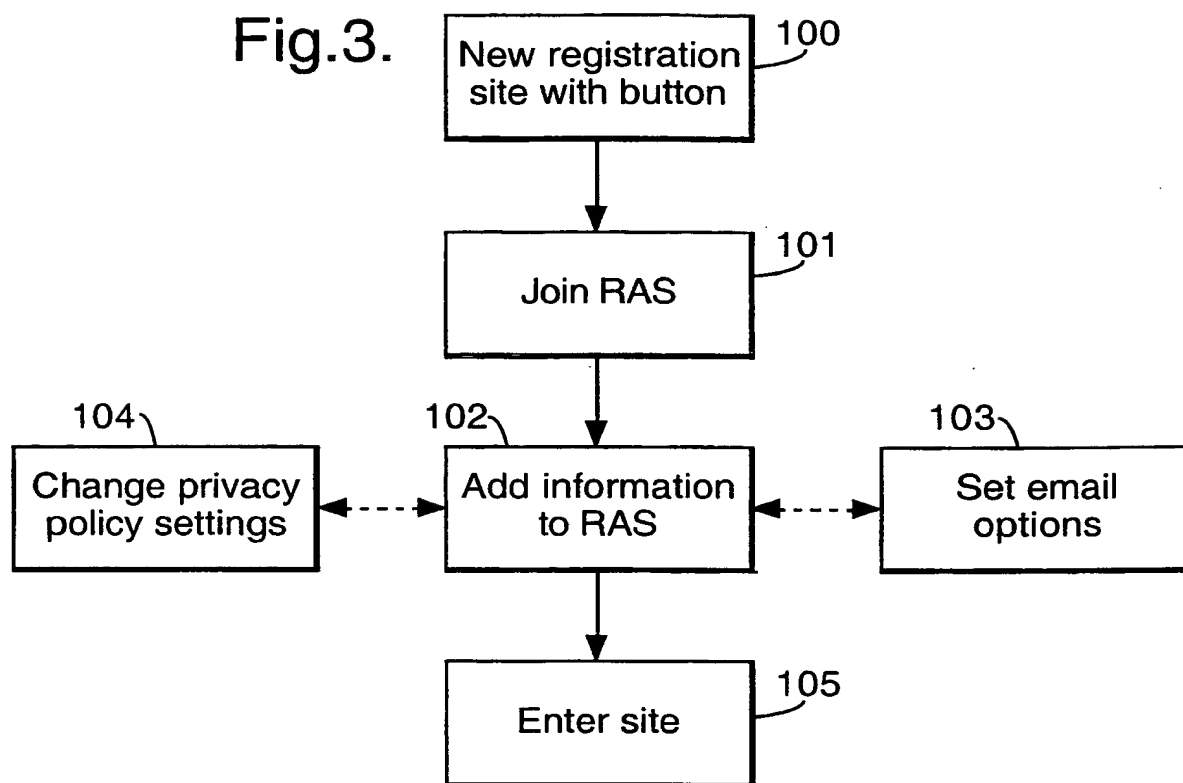 Fig.3.
New registration
site with button
100
Join RAS
101
104
Change privacy
policy settings
102
Add information
to RAS
103
Set email
options
Enter site
105